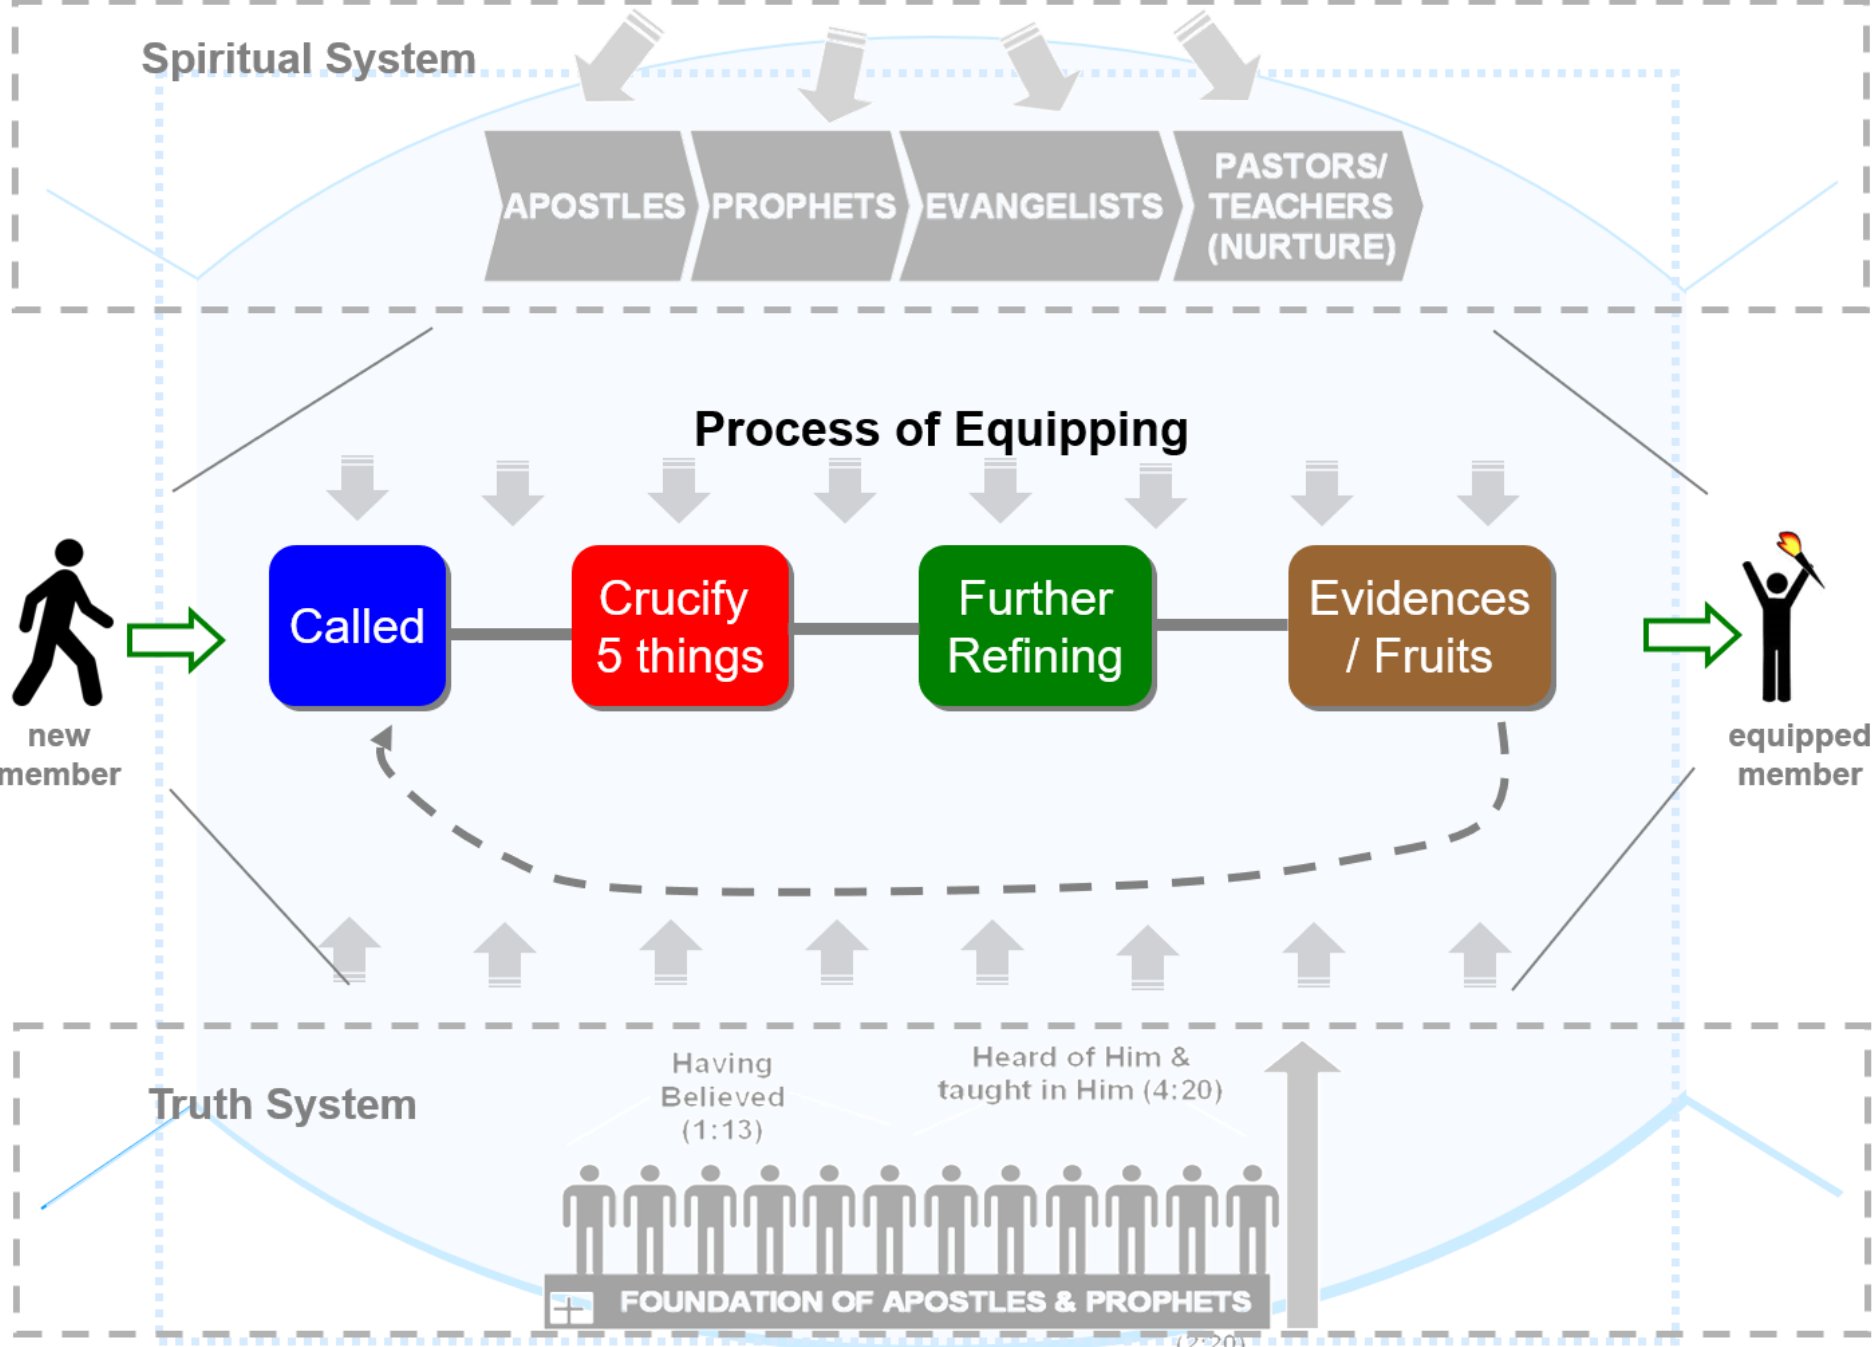 Spiritual System
APOSTLES
PROPHETS
EVANGELISTS
PASTORS/
TEACHERS
(NURTURE)
Process of Equipping
Called
Crucify
5 things
Further
Refining
Evidences
/ Fruits
new
member
equipped
member
Truth System
Having
Believed
(1:13)
Heard of Him &
taught in Him (4:20)
FOUNDATION OF APOSTLES & PROPHETS
(2:20)